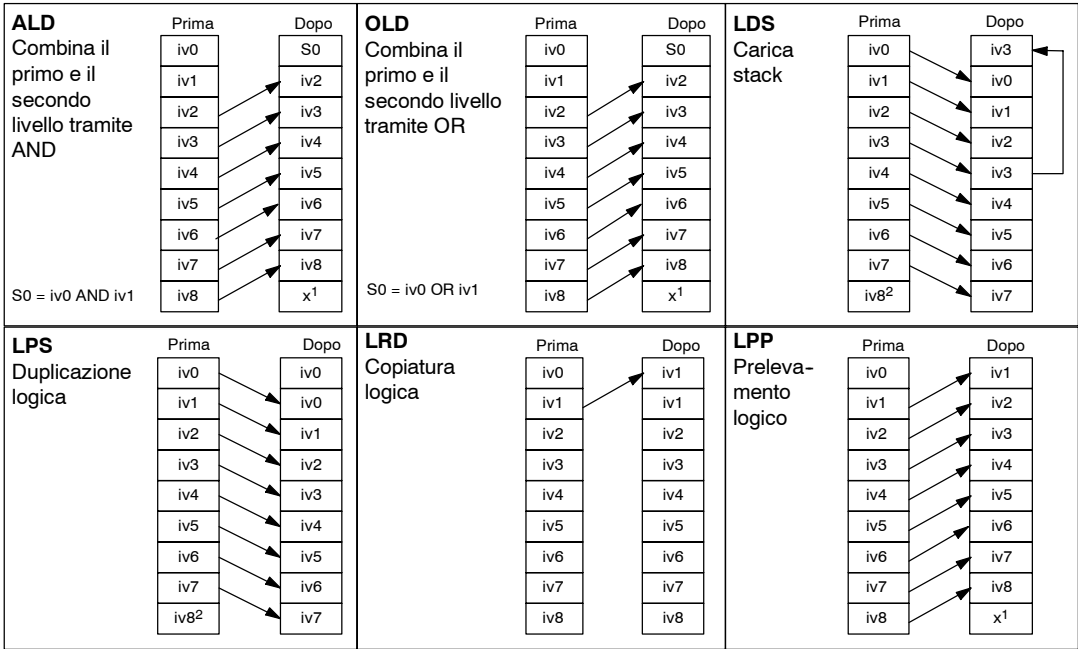 ALD
Combina il
primo e il
secondo
livello tramite
AND
S0 = iv0 AND iv1
Prima Dopo
iv0 S0
iv1 iv2
iv2 iv3
iv3 iv4
iv4 iv5
iv5 iv6
iv6 iv7
iv7 iv8
iv8 x¹
OLD
Combina il
primo e il
secondo livello
tramite OR
S0 = iv0 OR iv1
Prima Dopo
iv0 S0
iv1 iv2
iv2 iv3
iv3 iv4
iv4 iv5
iv5 iv6
iv6 iv7
iv7 iv8
iv8 x¹
LDS
Carica
stack
Prima Dopo
iv0 iv3
iv1 iv0
iv2 iv1
iv3 iv2
iv4 iv3
iv5 iv4
iv6 iv5
iv7 iv6
iv8² iv7
LPS
Duplicazione
logica
Prima Dopo
iv0 iv0
iv1 iv0
iv2 iv1
iv3 iv2
iv4 iv3
iv5 iv4
iv6 iv5
iv7 iv6
iv8² iv7
LRD
Copiatura
logica
Prima Dopo
iv0 iv1
iv1 iv1
iv2 iv2
iv3 iv3
iv4 iv4
iv5 iv5
iv6 iv6
iv7 iv7
iv8 iv8
LPP
Preleva-
mento
logico
Prima Dopo
iv0 iv1
iv1 iv2
iv2 iv3
iv3 iv4
iv4 iv5
iv5 iv6
iv6 iv7
iv7 iv8
iv8 x¹